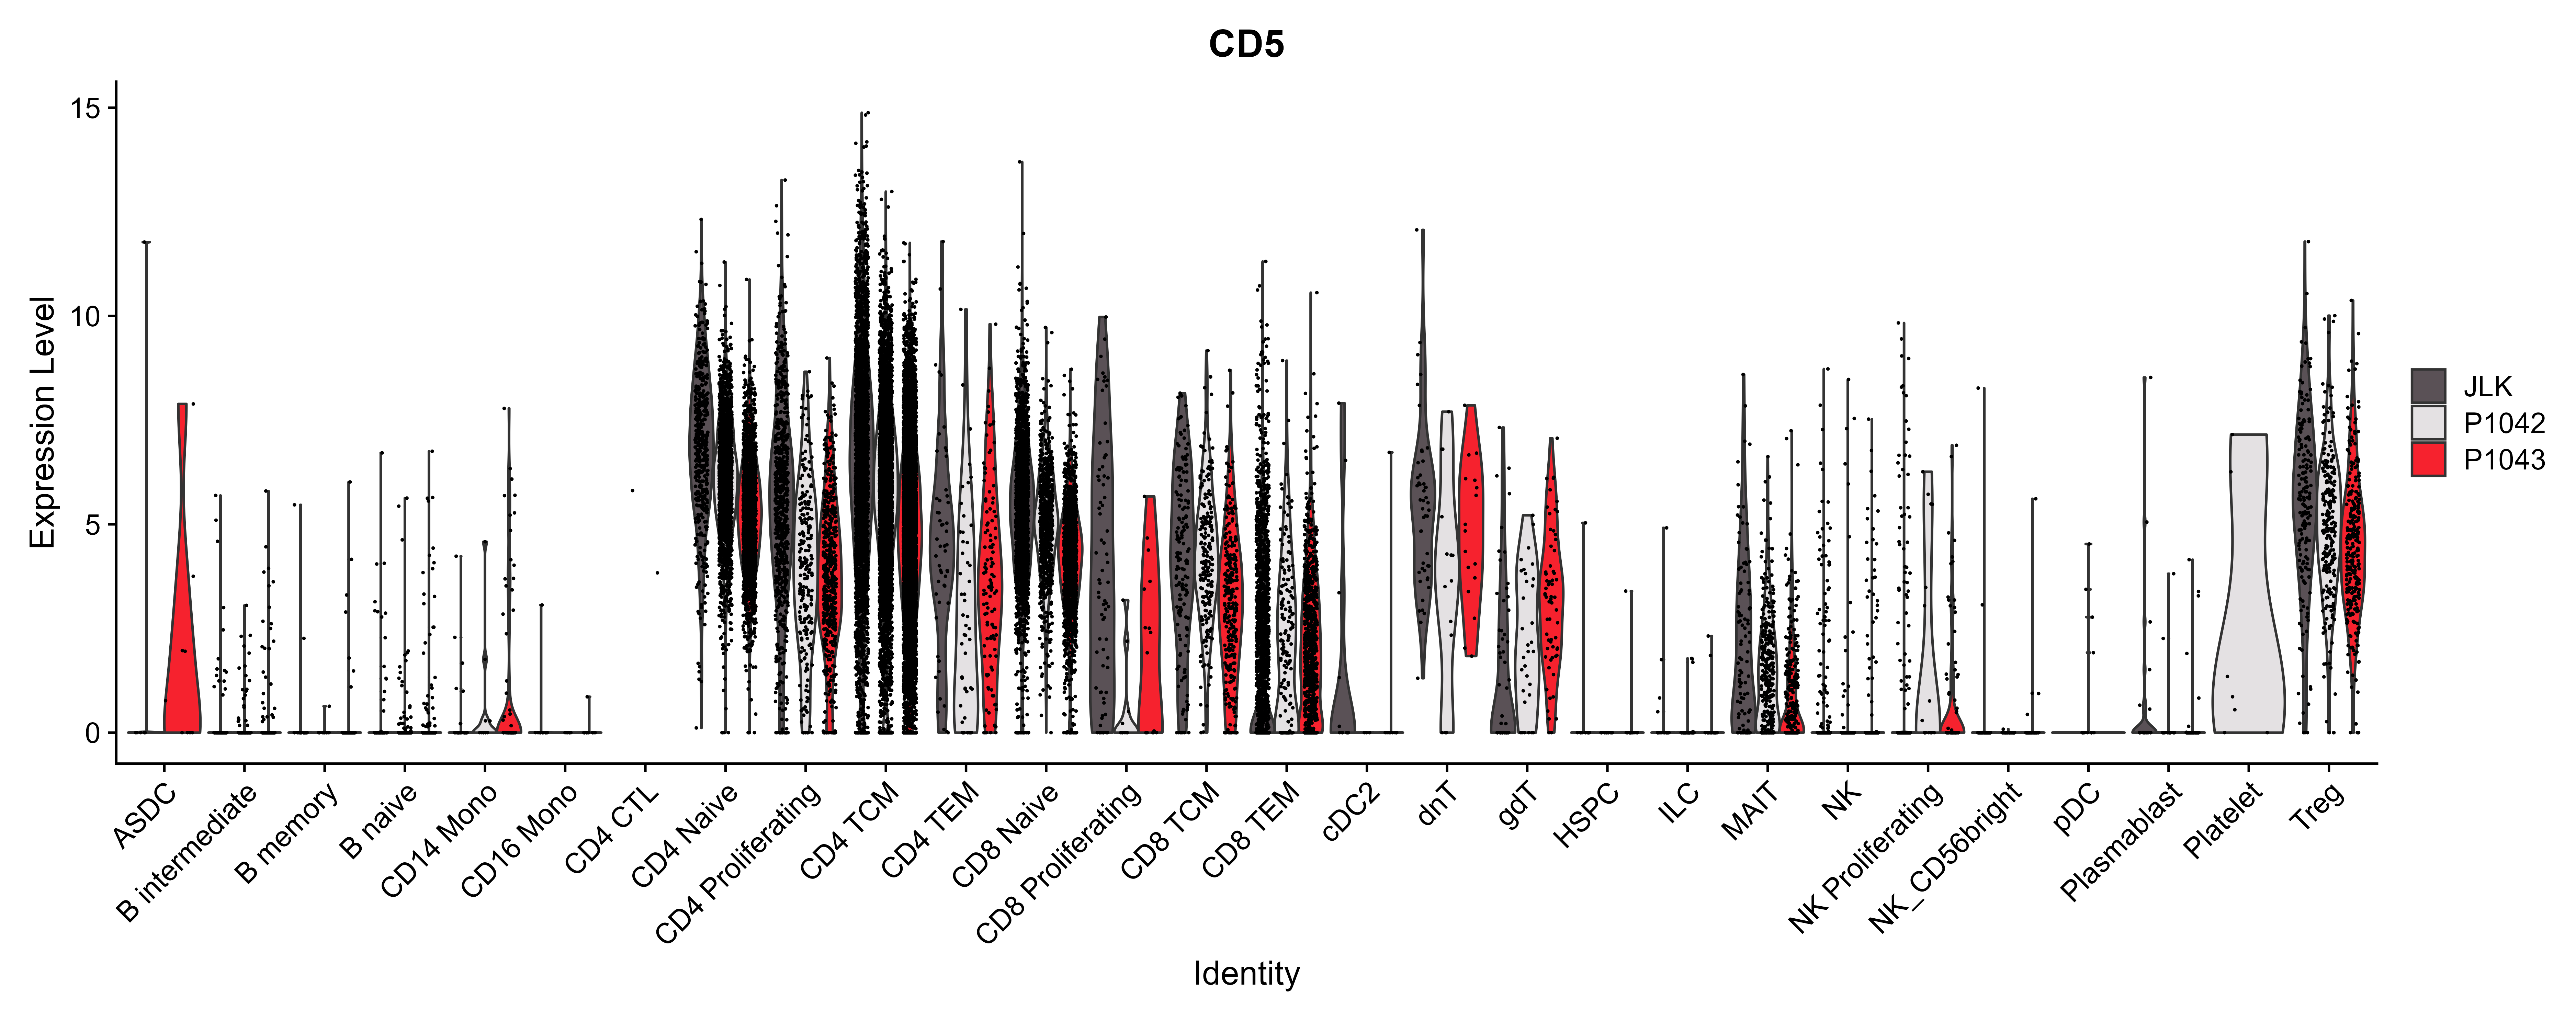 CD5
Expression Level
15
10
5
0
ASDC
B intermediate
B memory
B naive
CD14 Mono
CD16 Mono
CD4 CTL
CD4 Naive
CD4 Proliferating
CD4 TCM
CD4 TEM
CD8 Naive
CD8 Proliferating
CD8 TCM
CD8 TEM
cDC2
dnT
gdT
HSPC
ILC
MAIT
NK
NK Proliferating
NK_CD56bright
pDC
Plasmablast
Platelet
Treg
Identity
JLK
P1042
P1043